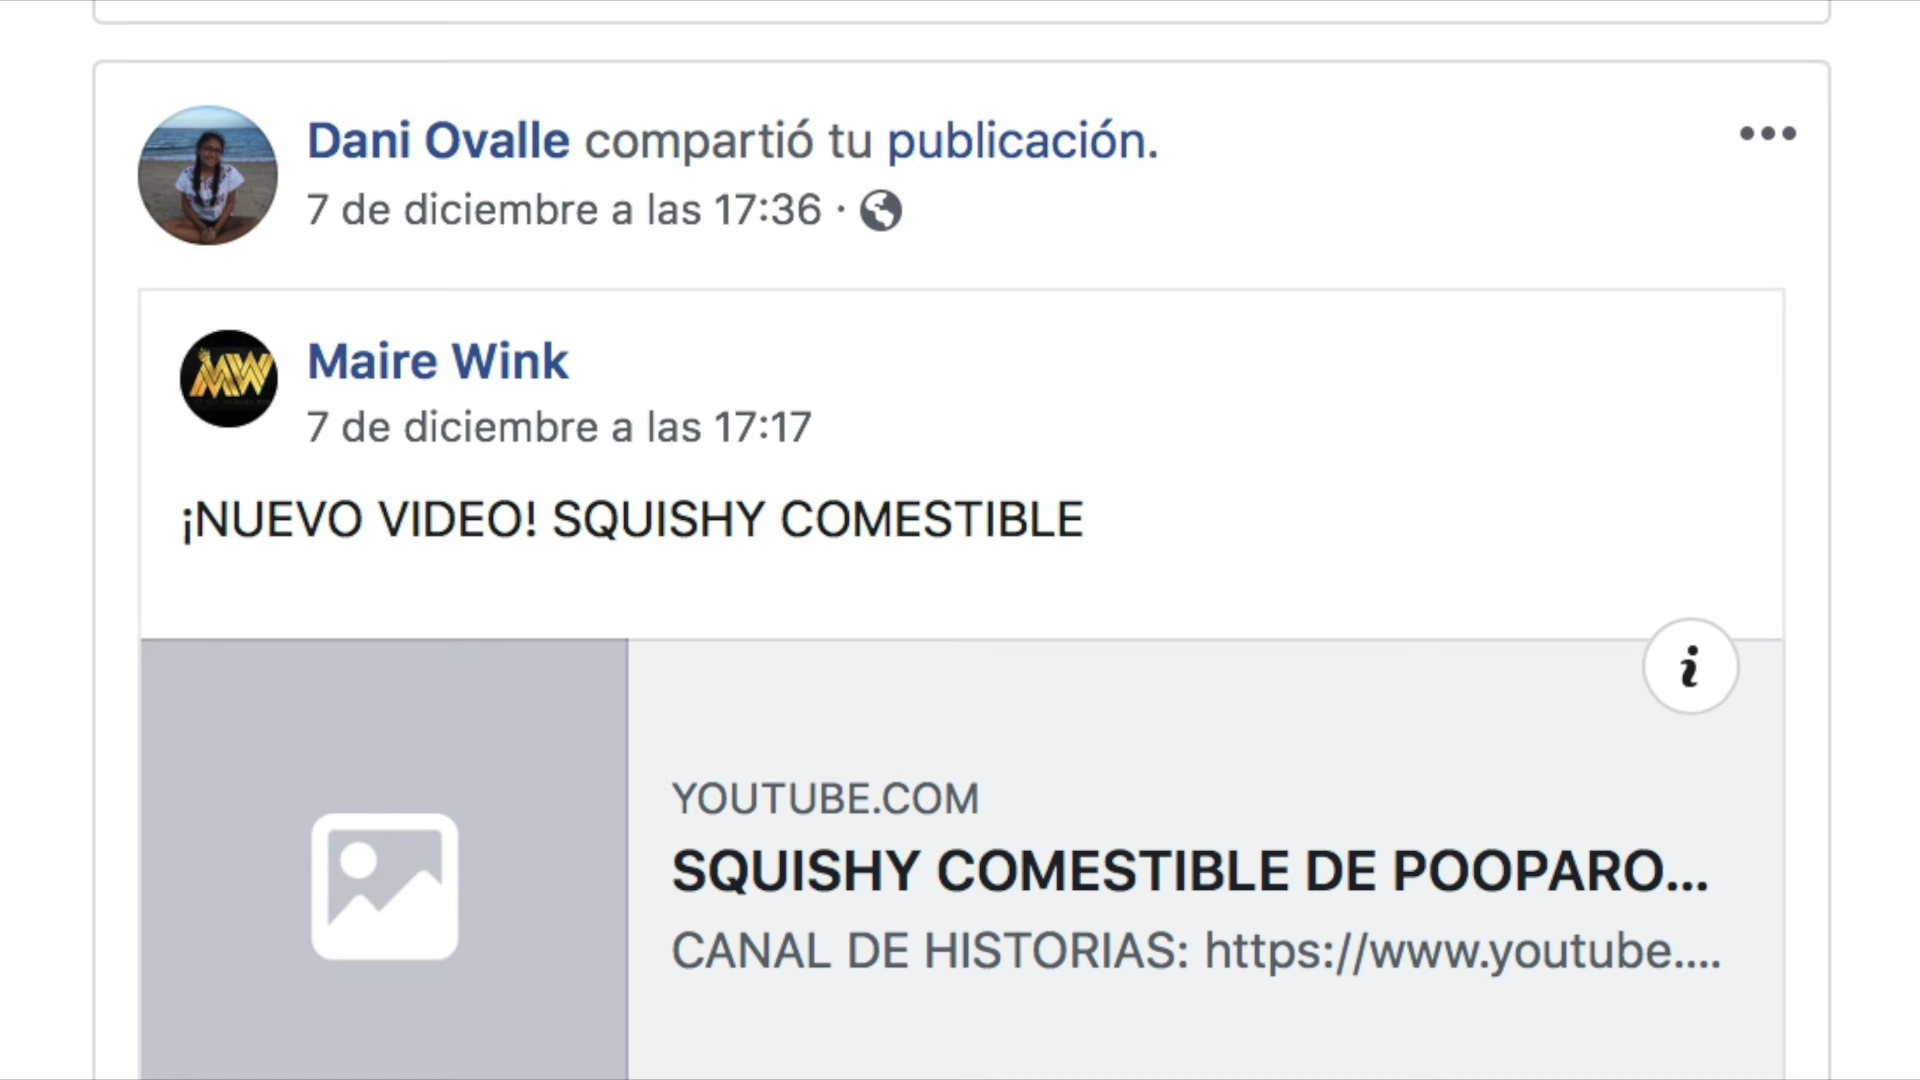 Dani Ovalle compartió tu publicación.
7 de diciembre a las 17:36 ·
MW
Maire Wink
7 de diciembre a las 17:17
¡NUEVO VIDEO! SQUISHY COMESTIBLE
i
YOUTUBE.COM
SQUISHY COMESTIBLE DE POOPARO...
CANAL DE HISTORIAS: https://www.youtube....